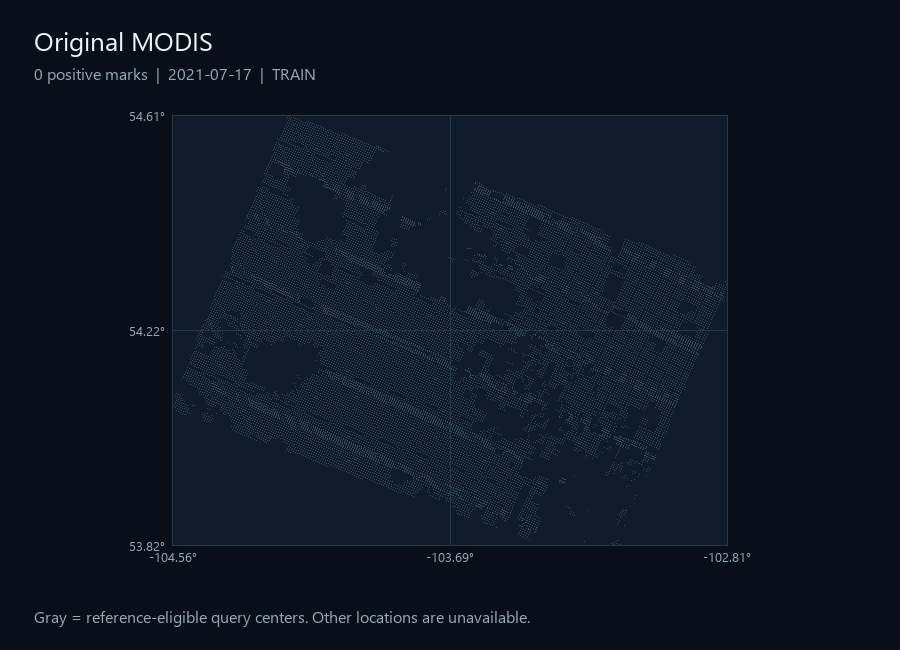 Original MODIS
0 positive marks | 2021-07-17 | TRAIN
54.61°
54.22°
53.82°
-104.56°
-103.69°
-102.81°
Gray = reference-eligible query centers. Other locations are unavailable.